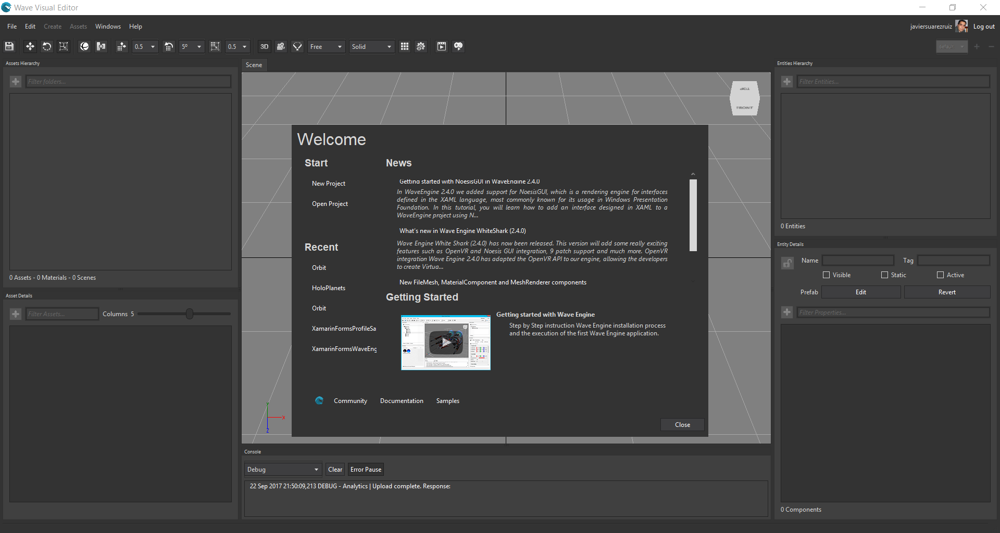 Wave Visual Editor
File Edit Create Assets Windows Help
javiersuarezruiz Log out
0.5 5º 0.5 3D Free Solid default
Assets Hierarchy
Filter folders...
0 Assets - 0 Materials - 0 Scenes
Asset Details
Filter Assets... Columns 5
Scene
TOP
FRONT
Welcome
Start
New Project
Open Project
Recent
Orbit
HoloPlanets
Orbit
XamarinFormsProfileSa
XamarinFormsWaveEng
News
Getting started with NoesisGUI in WaveEngine 2.4.0
In WaveEngine 2.4.0 we added support for NoesisGUI, which is a rendering engine for interfaces
defined in the XAML language, most commonly known for its usage in Windows Presentation
Foundation. In this tutorial, you will learn how to add an interface designed in XAML to a
WaveEngine project using N...
What's new in Wave Engine WhiteShark (2.4.0)
Wave Engine White Shark (2.4.0) has now been released. This version will add some really exciting
features such as OpenVR and Noesis GUI integration, 9 patch support and much more. OpenVR
integration Wave Engine 2.4.0 has adapted the OpenVR API to our engine, allowing the developers
to create Virtua...
New FileMesh, MaterialComponent and MeshRenderer components
Getting Started
Getting started with Wave Engine
Step by Step instruction Wave Engine installation process
and the execution of the first Wave Engine application.
Community Documentation Samples
Close
Y
X
Z
Console
Debug Clear Error Pause
22 Sep 2017 21:50:09,213 DEBUG - Analytics | Upload complete. Response:
Entities Hierarchy
Filter Entities...
0 Entities
Entity Details
Name Tag
Visible Static Active
Prefab Edit Revert
Filter Properties...
0 Components